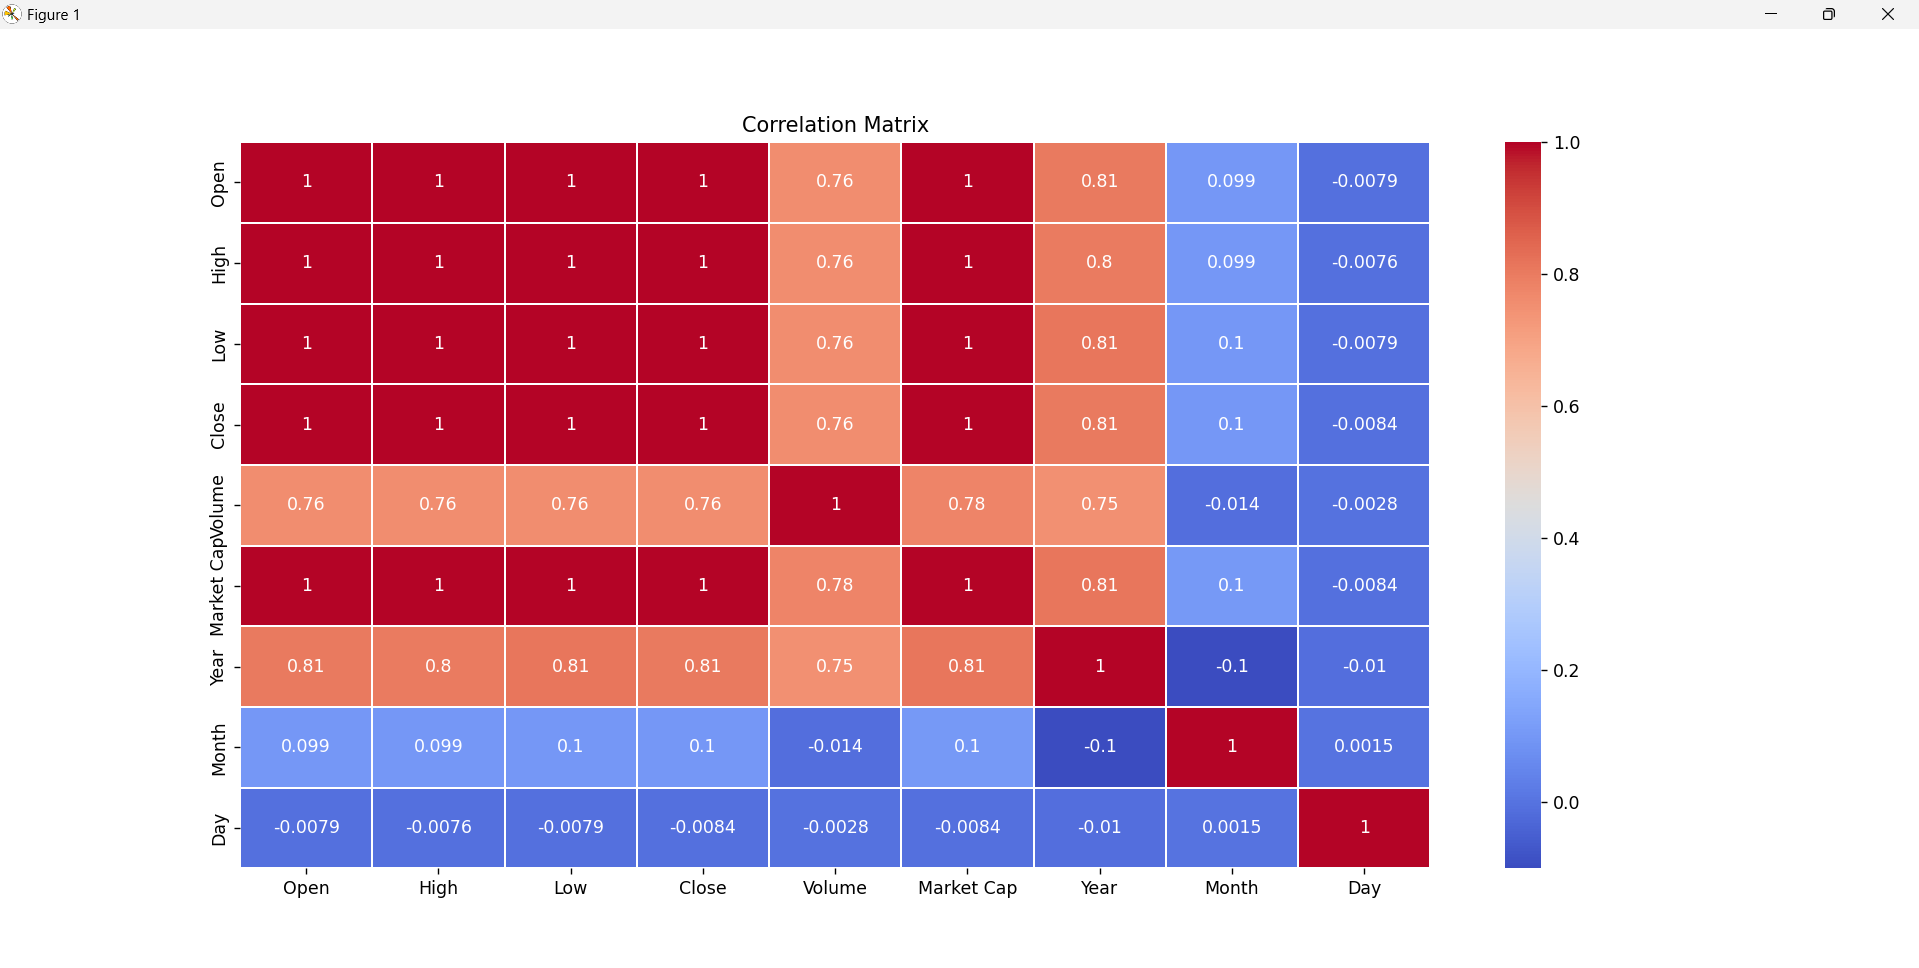 Figure 1
Correlation Matrix
Open 1 1 1 1 0.76 1 0.81 0.099 -0.0079
High 1 1 1 1 0.76 1 0.8 0.099 -0.0076
Low 1 1 1 1 0.76 1 0.81 0.1 -0.0079
Close 1 1 1 1 0.76 1 0.81 0.1 -0.0084
Volume 0.76 0.76 0.76 0.76 1 0.78 0.75 -0.014 -0.0028
Market Cap 1 1 1 1 0.78 1 0.81 0.1 -0.0084
Year 0.81 0.8 0.81 0.81 0.75 0.81 1 -0.1 -0.01
Month 0.099 0.099 0.1 0.1 -0.014 0.1 -0.1 1 0.0015
Day -0.0079 -0.0076 -0.0079 -0.0084 -0.0028 -0.0084 -0.01 0.0015 1
Open High Low Close Volume Market Cap Year Month Day
1.0
0.8
0.6
0.4
0.2
0.0